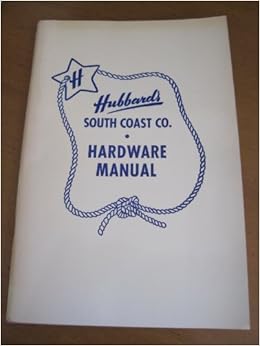 H
Hubbard's
SOUTH COAST CO.
•
HARDWARE
MANUAL